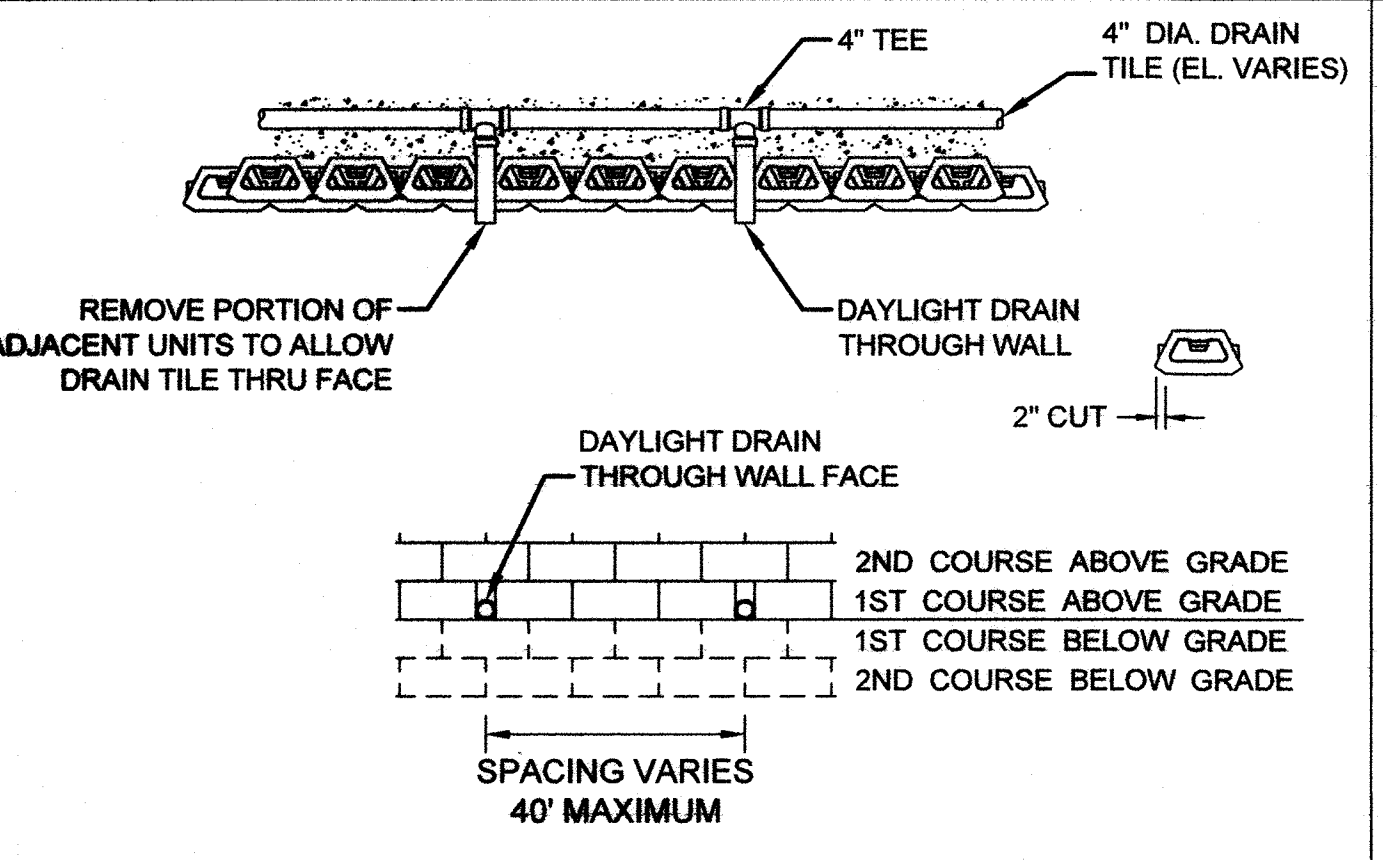 4" TEE
4" DIA. DRAIN
TILE (EL. VARIES)
REMOVE PORTION OF
ADJACENT UNITS TO ALLOW
DRAIN TILE THRU FACE
DAYLIGHT DRAIN
THROUGH WALL
2" CUT
DAYLIGHT DRAIN
THROUGH WALL FACE
2ND COURSE ABOVE GRADE
1ST COURSE ABOVE GRADE
1ST COURSE BELOW GRADE
2ND COURSE BELOW GRADE
SPACING VARIES
40' MAXIMUM